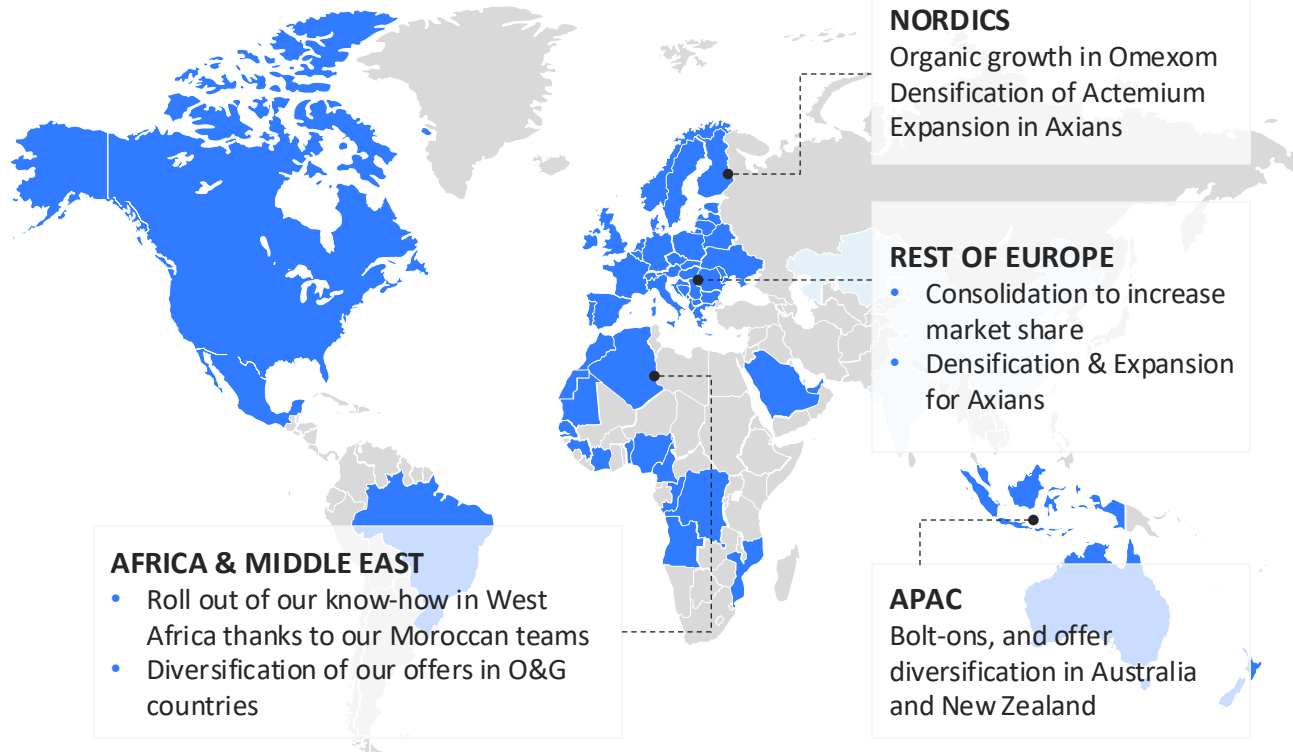 NORDICS
Organic growth in Omexom
Densification of Actemium
Expansion in Axians
REST OF EUROPE
• Consolidation to increase
market share
• Densification & Expansion
for Axians
AFRICA & MIDDLE EAST
• Roll out of our know-how in West
Africa thanks to our Moroccan teams
• Diversification of our offers in O&G
countries
APAC
Bolt-ons, and offer
diversification in Australia
and New Zealand